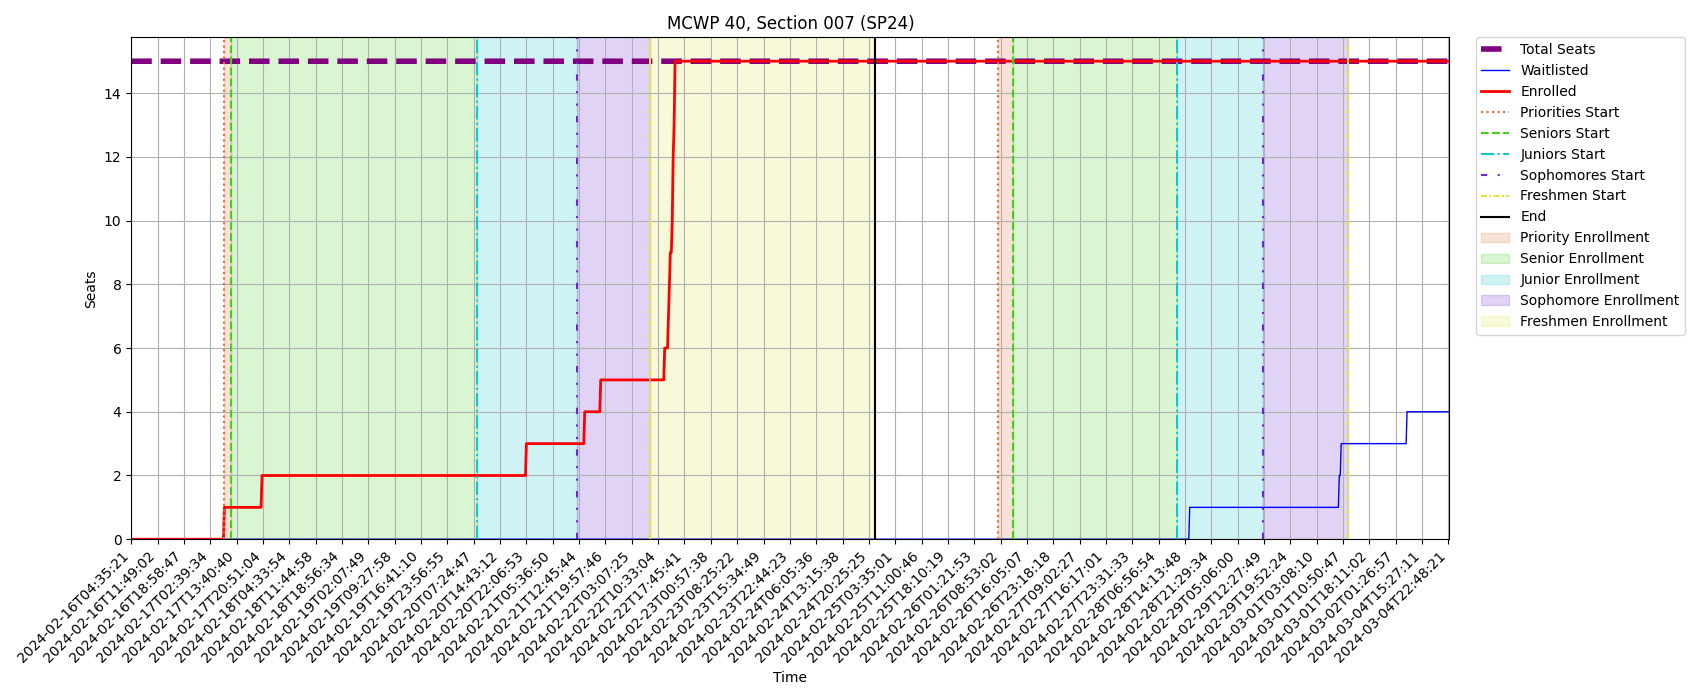 MCWP 40, Section 007 (SP24)
Seats
14
12
10
8
6
4
2
0
2024-02-16T04:35:21
2024-02-16T11:49:02
2024-02-16T18:58:47
2024-02-17T02:39:34
2024-02-17T13:40:40
2024-02-17T20:51:04
2024-02-18T04:33:54
2024-02-18T11:44:58
2024-02-18T18:56:34
2024-02-19T02:07:49
2024-02-19T09:27:58
2024-02-19T16:41:10
2024-02-19T23:56:55
2024-02-20T07:24:47
2024-02-20T14:43:12
2024-02-20T22:06:53
2024-02-21T05:36:50
2024-02-21T12:45:44
2024-02-21T19:57:46
2024-02-22T03:07:25
2024-02-22T10:33:04
2024-02-22T17:45:41
2024-02-23T00:57:38
2024-02-23T08:25:22
2024-02-23T15:34:49
2024-02-23T22:44:23
2024-02-24T06:05:36
2024-02-24T13:15:38
2024-02-24T20:25:25
2024-02-25T03:35:01
2024-02-25T11:00:46
2024-02-25T18:10:19
2024-02-26T01:21:53
2024-02-26T08:53:02
2024-02-26T16:05:07
2024-02-26T23:18:18
2024-02-27T09:02:27
2024-02-27T16:17:01
2024-02-27T23:31:33
2024-02-28T06:56:54
2024-02-28T14:13:48
2024-02-28T21:29:34
2024-02-29T05:06:00
2024-02-29T12:27:49
2024-02-29T19:52:24
2024-03-01T03:08:10
2024-03-01T10:50:47
2024-03-01T18:11:02
2024-03-02T01:26:57
2024-03-04T15:27:11
2024-03-04T22:48:21
Time
Total Seats
Waitlisted
Enrolled
Priorities Start
Seniors Start
Juniors Start
Sophomores Start
Freshmen Start
End
Priority Enrollment
Senior Enrollment
Junior Enrollment
Sophomore Enrollment
Freshmen Enrollment